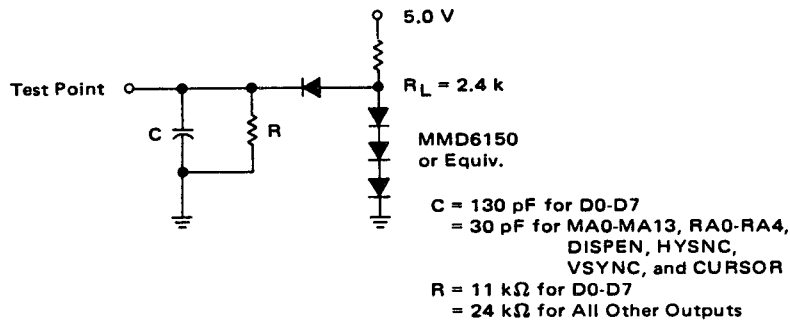 5.0 V
Test Point
R_L = 2.4 k
C
R
MMD6150
or Equiv.
C = 130 pF for D0-D7
= 30 pF for MA0-MA13, RA0-RA4,
DISPEN, HYSNC,
VSYNC, and CURSOR
R = 11 kΩ for D0-D7
= 24 kΩ for All Other Outputs